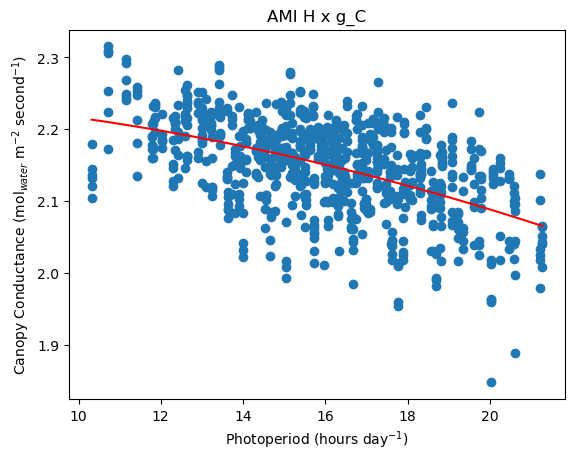 AMI H x g_C
Canopy Conductance (mol_water m⁻² second⁻¹)
2.3
2.2
2.1
2.0
1.9
10 12 14 16 18 20
Photoperiod (hours day⁻¹)